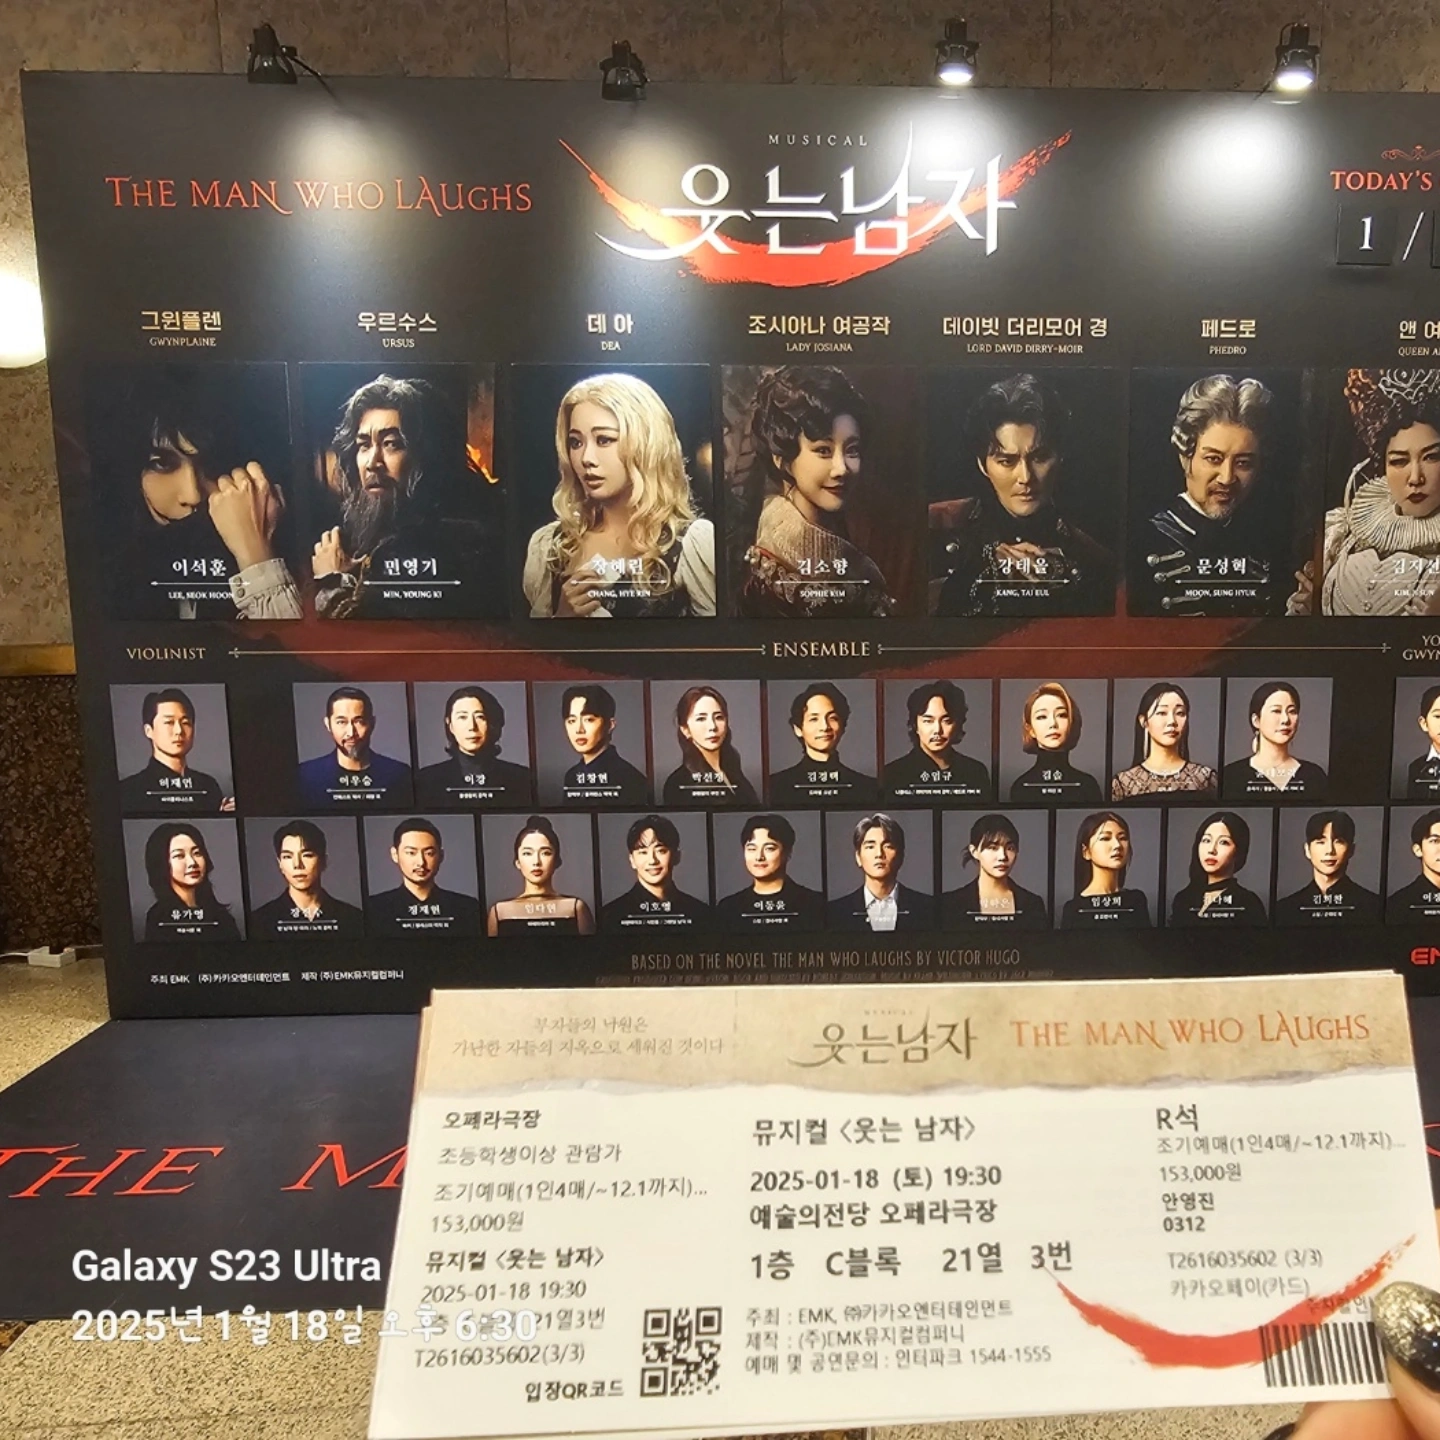 MUSICAL
THE MAN WHO LAUGHS
웃는남자
TODAY'S
1 /
그윈플렌 우르수스 데 아 조시아나 여공작 데이빗 더리모어 경 페드로 앤 여
GWYNPLAINE URSUS DEA LADY JOSIANA LORD DAVID DIRRY-MOIR PHEDRO QUEEN A
이석훈 민영기 장혜린 김소향 강태을 문성혁 김지선
LEE, SEOK HOON MIN, YOUNG KI CHANG, HYE RIN SOPHIE KIM KANG, TAE EUL MOON, SUNG HYUK
VIOLINIST ENSEMBLE YO
GWYN
이우승 이강 김창현 박선정 김경택 송임규 김솔
류가영 정재현 임다연 이호영 이동윤 임상희 김희찬
BASED ON THE NOVEL THE MAN WHO LAUGHS BY VICTOR HUGO
주최 EMK (주)카카오엔터테인먼트 제작 (주)EMK뮤지컬컴퍼니
EM
THE M
부자들의 낙원은
가난한 자들의 지옥으로 세워진 것이다
MUSICAL
웃는남자 THE MAN WHO LAUGHS
오페라극장
초등학생이상 관람가
조기예매(1인4매/~12.1까지)...
153,000원
뮤지컬 <웃는 남자>
2025-01-18 19:30
21열3번
T2616035602(3/3)
입장QR코드
뮤지컬 <웃는 남자>
2025-01-18 (토) 19:30
예술의전당 오페라극장
1층 C블록 21열 3번
주최 : EMK, ㈜카카오엔터테인먼트
제작 : (주)EMK뮤지컬컴퍼니
예매 및 공연문의 : 인터파크 1544-1555
R석
조기예매(1인4매/~12.1까지)...
153,000원
안영진
0312
T2616035602 (3/3)
카카오페이(카드)
Galaxy S23 Ultra
2025년 1월 18일 오후 6:30